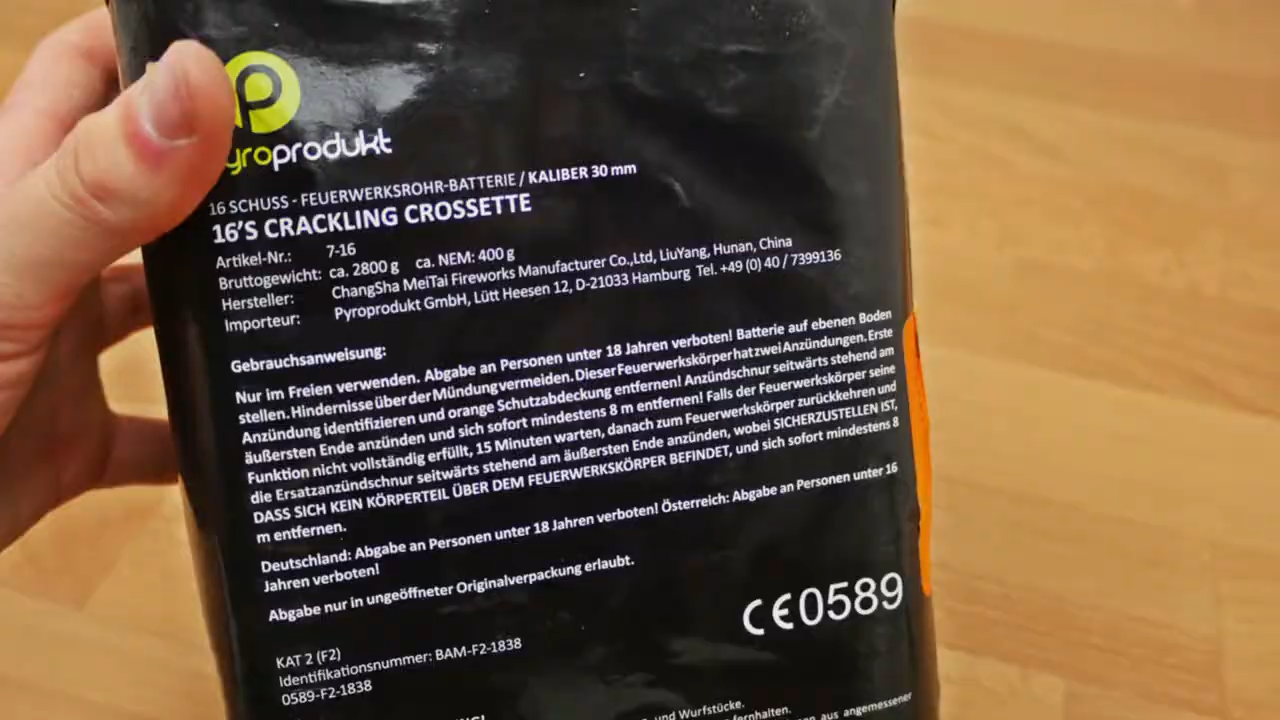 P
yroprodukt
16 SCHUSS - FEUERWERKSROHR-BATTERIE / KALIBER 30 mm
16'S CRACKLING CROSSETTE
Artikel-Nr.: 7-16
Bruttogewicht: ca. 2800 g ca. NEM: 400 g
Hersteller: ChangSha MeiTai Fireworks Manufacturer Co.,Ltd, LiuYang, Hunan, China
Importeur: Pyroprodukt GmbH, Lütt Heesen 12, D-21033 Hamburg Tel. +49 (0) 40 / 7399136
Gebrauchsanweisung:
Nur im Freien verwenden. Abgabe an Personen unter 18 Jahren verboten! Batterie auf ebenen Boden
stellen. Hindernisse über der Mündung vermeiden. Dieser Feuerwerkskörper hat zwei Anzündungen. Erste
Anzündung identifizieren und orange Schutzabdeckung entfernen! Anzündschnur seitwärts stehend am
äußersten Ende anzünden und sich sofort mindestens 8 m entfernen! Falls der Feuerwerkskörper seine
Funktion nicht vollständig erfüllt, 15 Minuten warten, danach zum Feuerwerkskörper zurückkehren und
die Ersatzanzündschnur seitwärts stehend am äußersten Ende anzünden, wobei SICHERZUSTELLEN IST,
DASS SICH KEIN KÖRPERTEIL ÜBER DEM FEUERWERKSKÖRPER BEFINDET, und sich sofort mindestens 8
m entfernen.
Deutschland: Abgabe an Personen unter 18 Jahren verboten! Österreich: Abgabe an Personen unter 16
Jahren verboten!
Abgabe nur in ungeöffneter Originalverpackung erlaubt.
CE0589
KAT 2 (F2)
Identifikationsnummer: BAM-F2-1838
0589-F2-1838
und Wurfstücke.
fernhalten.
aus angemessener